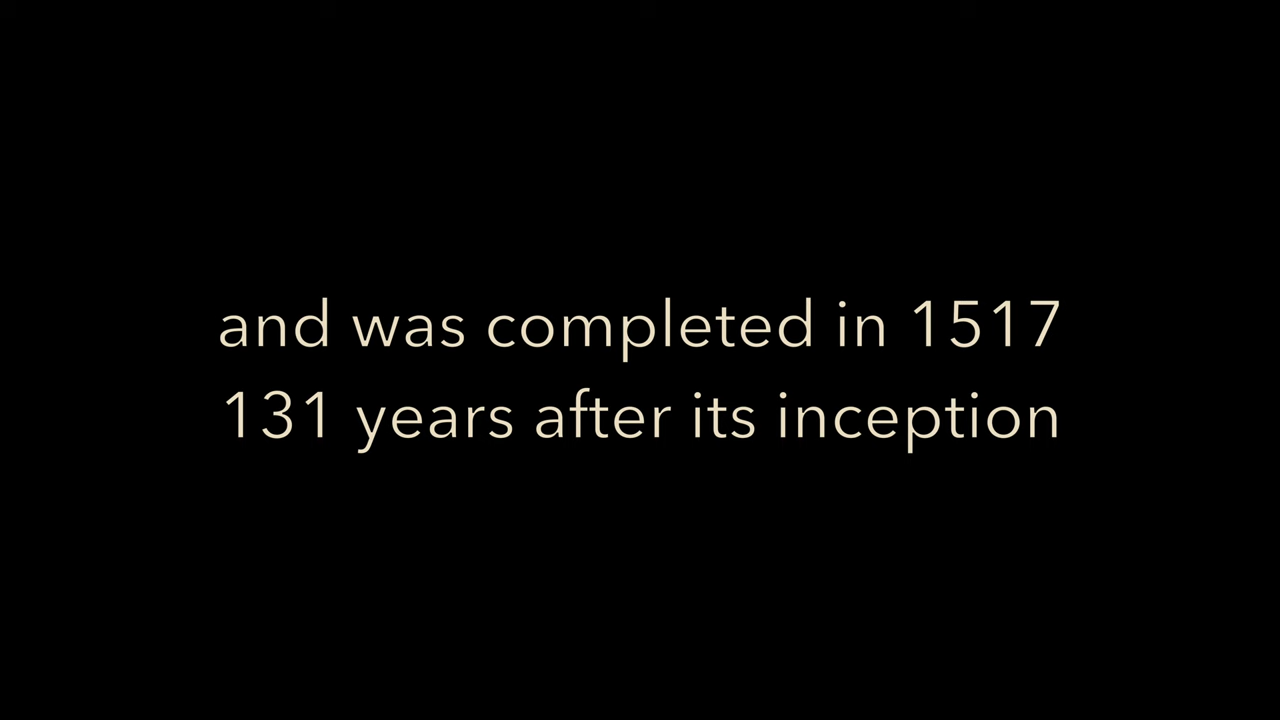 and was completed in 1517
131 years after its inception